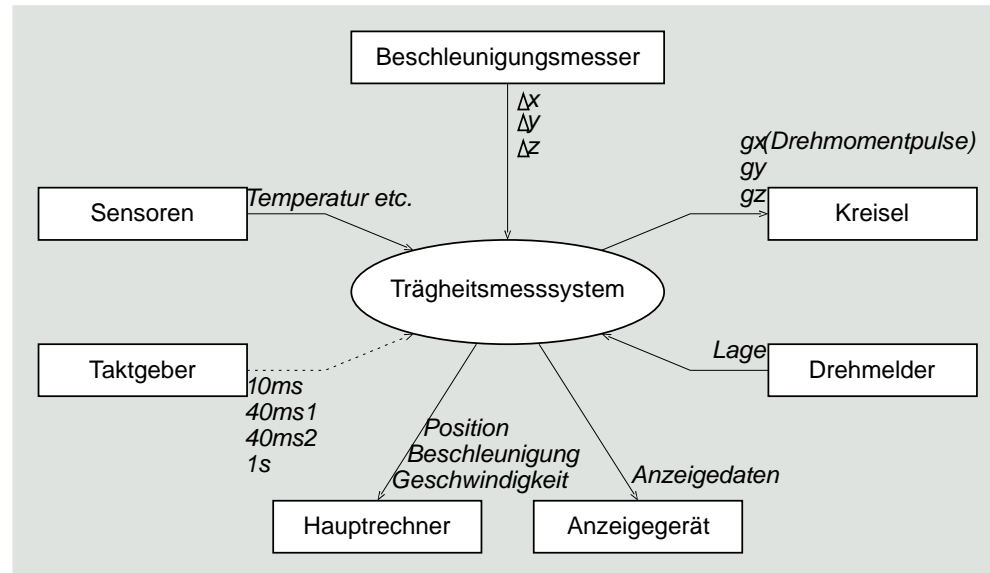 Beschleunigungsmesser
Δx
Δy
Δz
gx(Drehmomentpulse)
gy
gz
Temperatur etc.
Sensoren
Kreisel
Trägheitsmesssystem
Lage
Taktgeber
Drehmelder
10ms
40ms1
40ms2
1s
Position
Beschleunigung
Geschwindigkeit
Anzeigedaten
Hauptrechner
Anzeigegerät